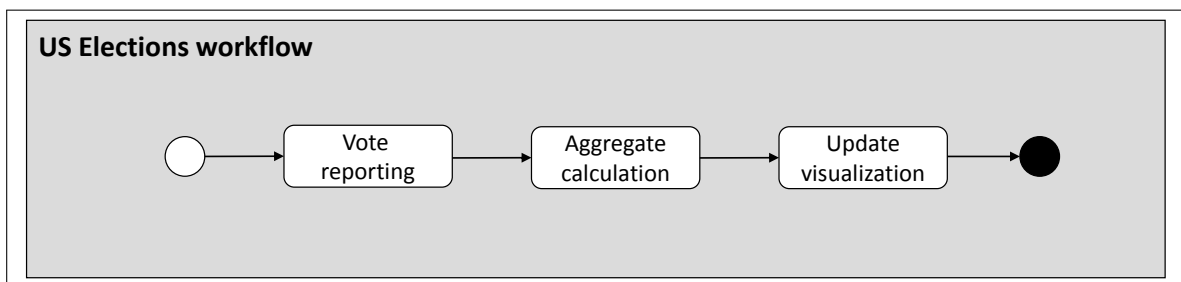 US Elections workflow
Vote
reporting
Aggregate
calculation
Update
visualization